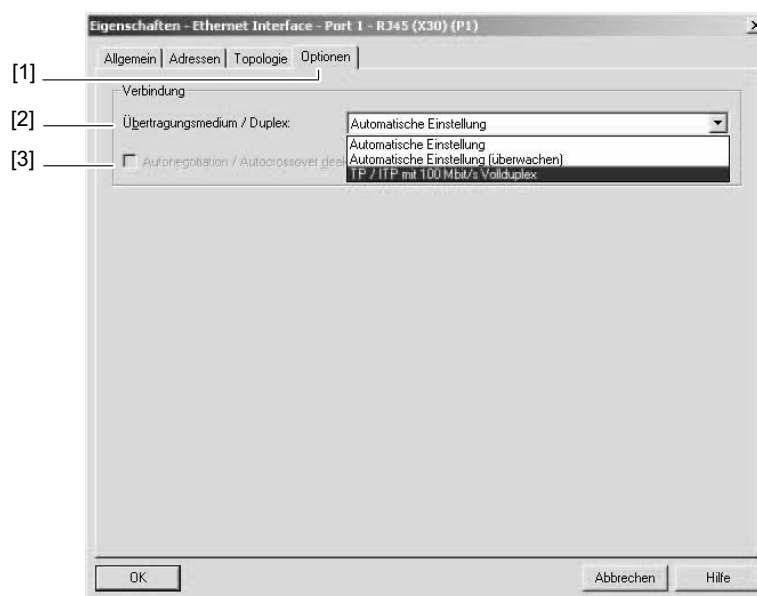 Eigenschaften - Ethernet Interface - Port 1 - RJ45 (X30) (P1)
Allgemein Adressen Topologie Optionen
[1]
Verbindung
[2] Übertragungsmedium / Duplex: Automatische Einstellung
Automatische Einstellung
[3] Autonegotiation / Autocrossover Automatische Einstellung (überwachen)
TP / ITP mit 100 Mbit/s Vollduplex
OK Abbrechen Hilfe